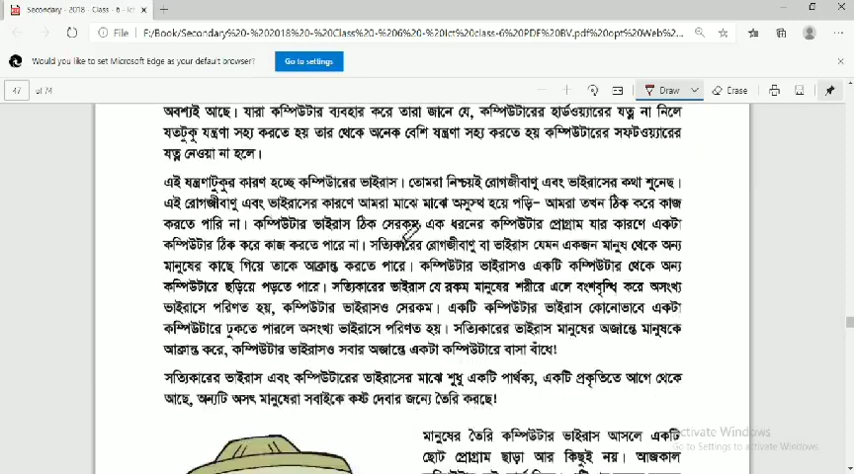 Secondary - 2018 - Class - 6 - Ict
File
F:/Book/Secondary%20-%202018%20-%20Class%20-%206%20-%20Ict%20class-6%20PDF%20BV.pdf%20opt%20Web%2...
Would you like to set Microsoft Edge as your default browser?
Go to settings
47 of 74
Draw
Erase
অবশ্যই আছে। যারা কম্পিউটার ব্যবহার করে তারা জানে যে, কম্পিউটারের হার্ডওয়্যারের যত্ন না নিলে
যতটুকু যন্ত্রণা সহ্য করতে হয় তার থেকে অনেক বেশি যন্ত্রণা সহ্য করতে হয় কম্পিউটারের সফটওয়্যারের
যত্ন নেওয়া না হলে।
এই যন্ত্রণাটুকুর কারণ হচ্ছে কম্পিউটারের ভাইরাস। তোমরা নিশ্চয়ই রোগজীবাণু এবং ভাইরাসের কথা শুনেছ।
এই রোগজীবাণু এবং ভাইরাসের কারণে আমরা মাঝে মাঝে অসুস্থ হয়ে পড়ি– আমরা তখন ঠিক করে কাজ
করতে পারি না। কম্পিউটার ভাইরাস ঠিক সেরকম এক ধরনের কম্পিউটার প্রোগ্রাম যার কারণে একটা
কম্পিউটার ঠিক করে কাজ করতে পারে না। সত্যিকারের রোগজীবাণু বা ভাইরাস যেমন একজন মানুষ থেকে অন্য
মানুষের কাছে গিয়ে তাকে আক্রান্ত করতে পারে। কম্পিউটার ভাইরাসও একটি কম্পিউটার থেকে অন্য
কম্পিউটারে ছড়িয়ে পড়তে পারে। সত্যিকারের ভাইরাস যে রকম মানুষের শরীরে এলে বংশবৃদ্ধি করে অসংখ্য
ভাইরাসে পরিণত হয়, কম্পিউটার ভাইরাসও সেরকম। একটি কম্পিউটার ভাইরাস কোনোভাবে একটা
কম্পিউটারে ঢুকতে পারলে অসংখ্য ভাইরাসে পরিণত হয়। সত্যিকারের ভাইরাস মানুষের অজান্তে মানুষকে
আক্রান্ত করে, কম্পিউটার ভাইরাসও সবার অজান্তে একটা কম্পিউটারে বাসা বাঁধে!
সত্যিকারের ভাইরাস এবং কম্পিউটারের ভাইরাসের মাঝে শুধু একটি পার্থক্য, একটি প্রকৃতিতে আগে থেকে
আছে, অন্যটি অসৎ মানুষেরা সবাইকে কষ্ট দেবার জন্যে তৈরি করছে!
মানুষের তৈরি কম্পিউটার ভাইরাস আসলে একটি
ছোট প্রোগ্রাম ছাড়া আর কিছুই নয়। আজকাল
Activate Windows
Go to Settings to activate Windows.